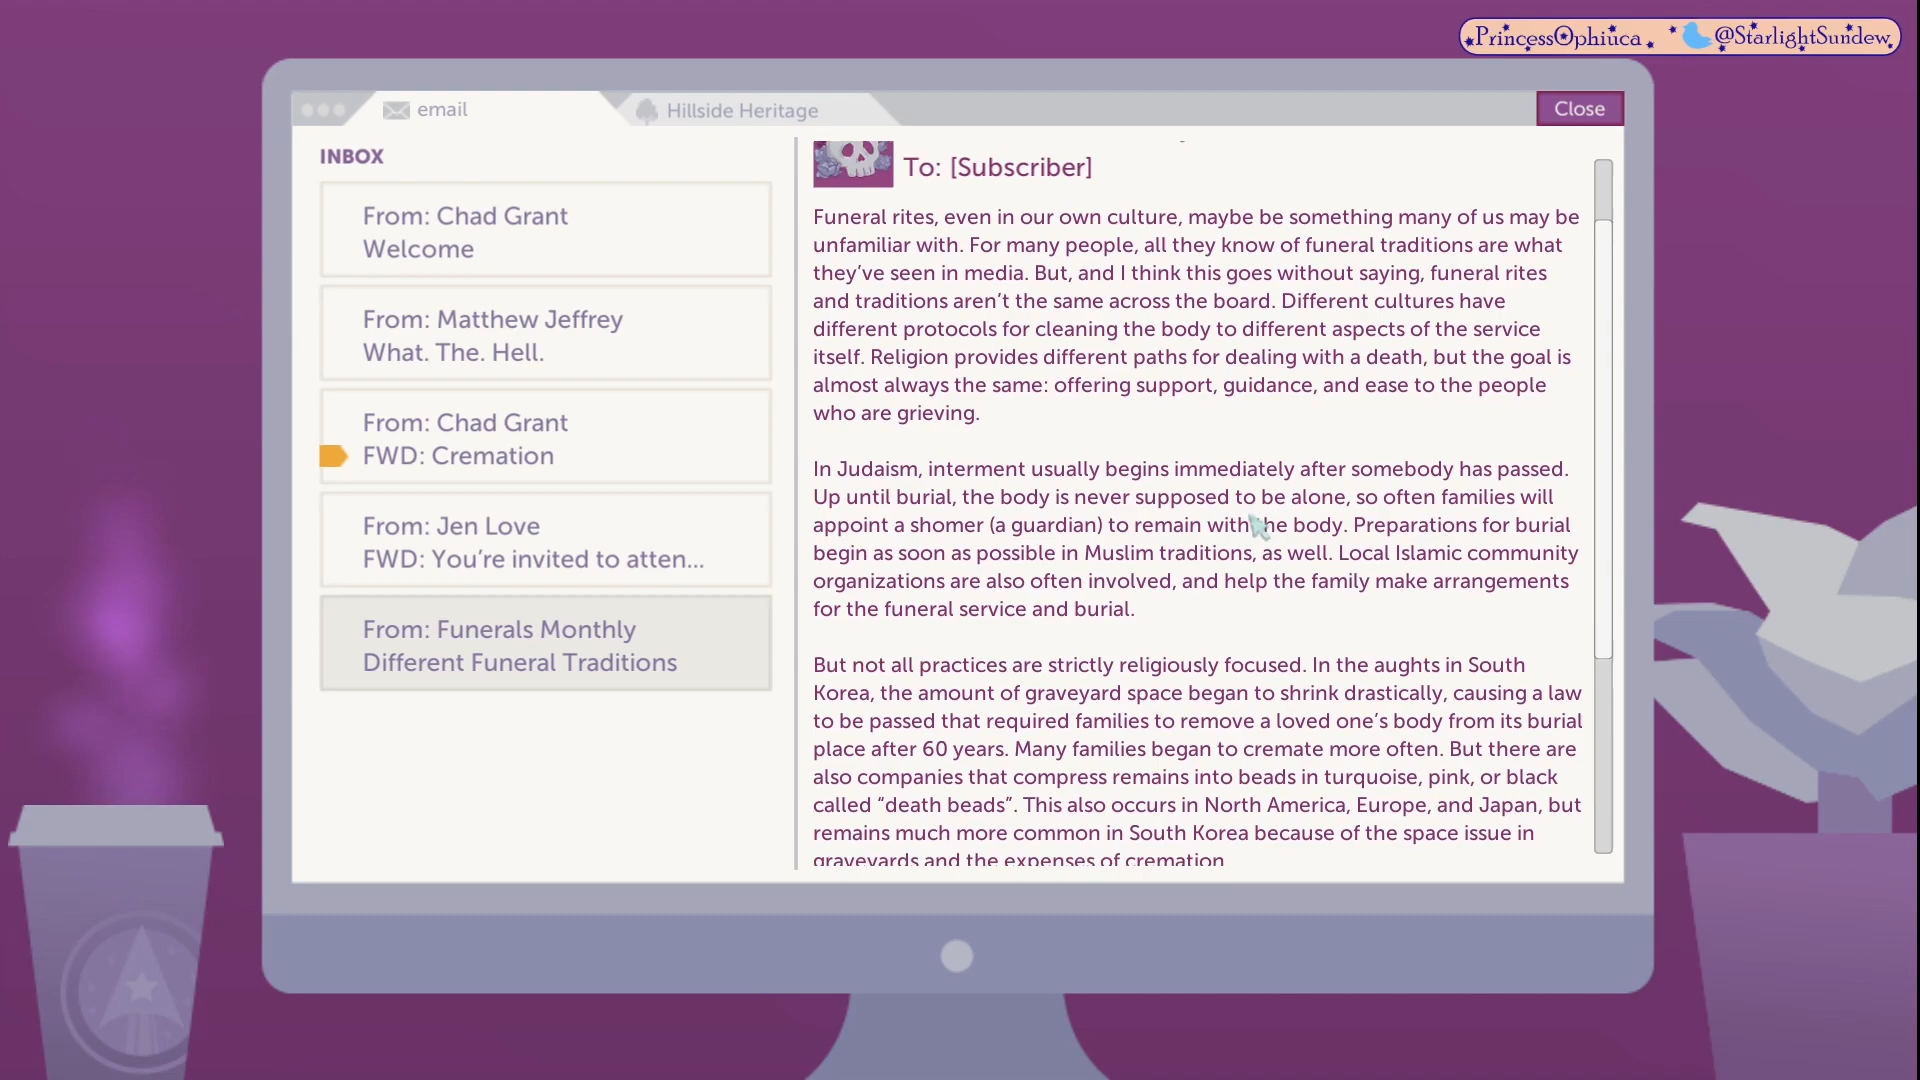 PrincessOphiuca @StarlightSundew
email
Hillside Heritage
Close
INBOX
From: Chad Grant
Welcome
From: Matthew Jeffrey
What. The. Hell.
From: Chad Grant
FWD: Cremation
From: Jen Love
FWD: You’re invited to atten...
From: Funerals Monthly
Different Funeral Traditions
To: [Subscriber]
Funeral rites, even in our own culture, maybe be something many of us may be
unfamiliar with. For many people, all they know of funeral traditions are what
they’ve seen in media. But, and I think this goes without saying, funeral rites
and traditions aren’t the same across the board. Different cultures have
different protocols for cleaning the body to different aspects of the service
itself. Religion provides different paths for dealing with a death, but the goal is
almost always the same: offering support, guidance, and ease to the people
who are grieving.
In Judaism, interment usually begins immediately after somebody has passed.
Up until burial, the body is never supposed to be alone, so often families will
appoint a shomer (a guardian) to remain with the body. Preparations for burial
begin as soon as possible in Muslim traditions, as well. Local Islamic community
organizations are also often involved, and help the family make arrangements
for the funeral service and burial.
But not all practices are strictly religiously focused. In the aughts in South
Korea, the amount of graveyard space began to shrink drastically, causing a law
to be passed that required families to remove a loved one’s body from its burial
place after 60 years. Many families began to cremate more often. But there are
also companies that compress remains into beads in turquoise, pink, or black
called “death beads”. This also occurs in North America, Europe, and Japan, but
remains much more common in South Korea because of the space issue in
graveyards and the expenses of cremation